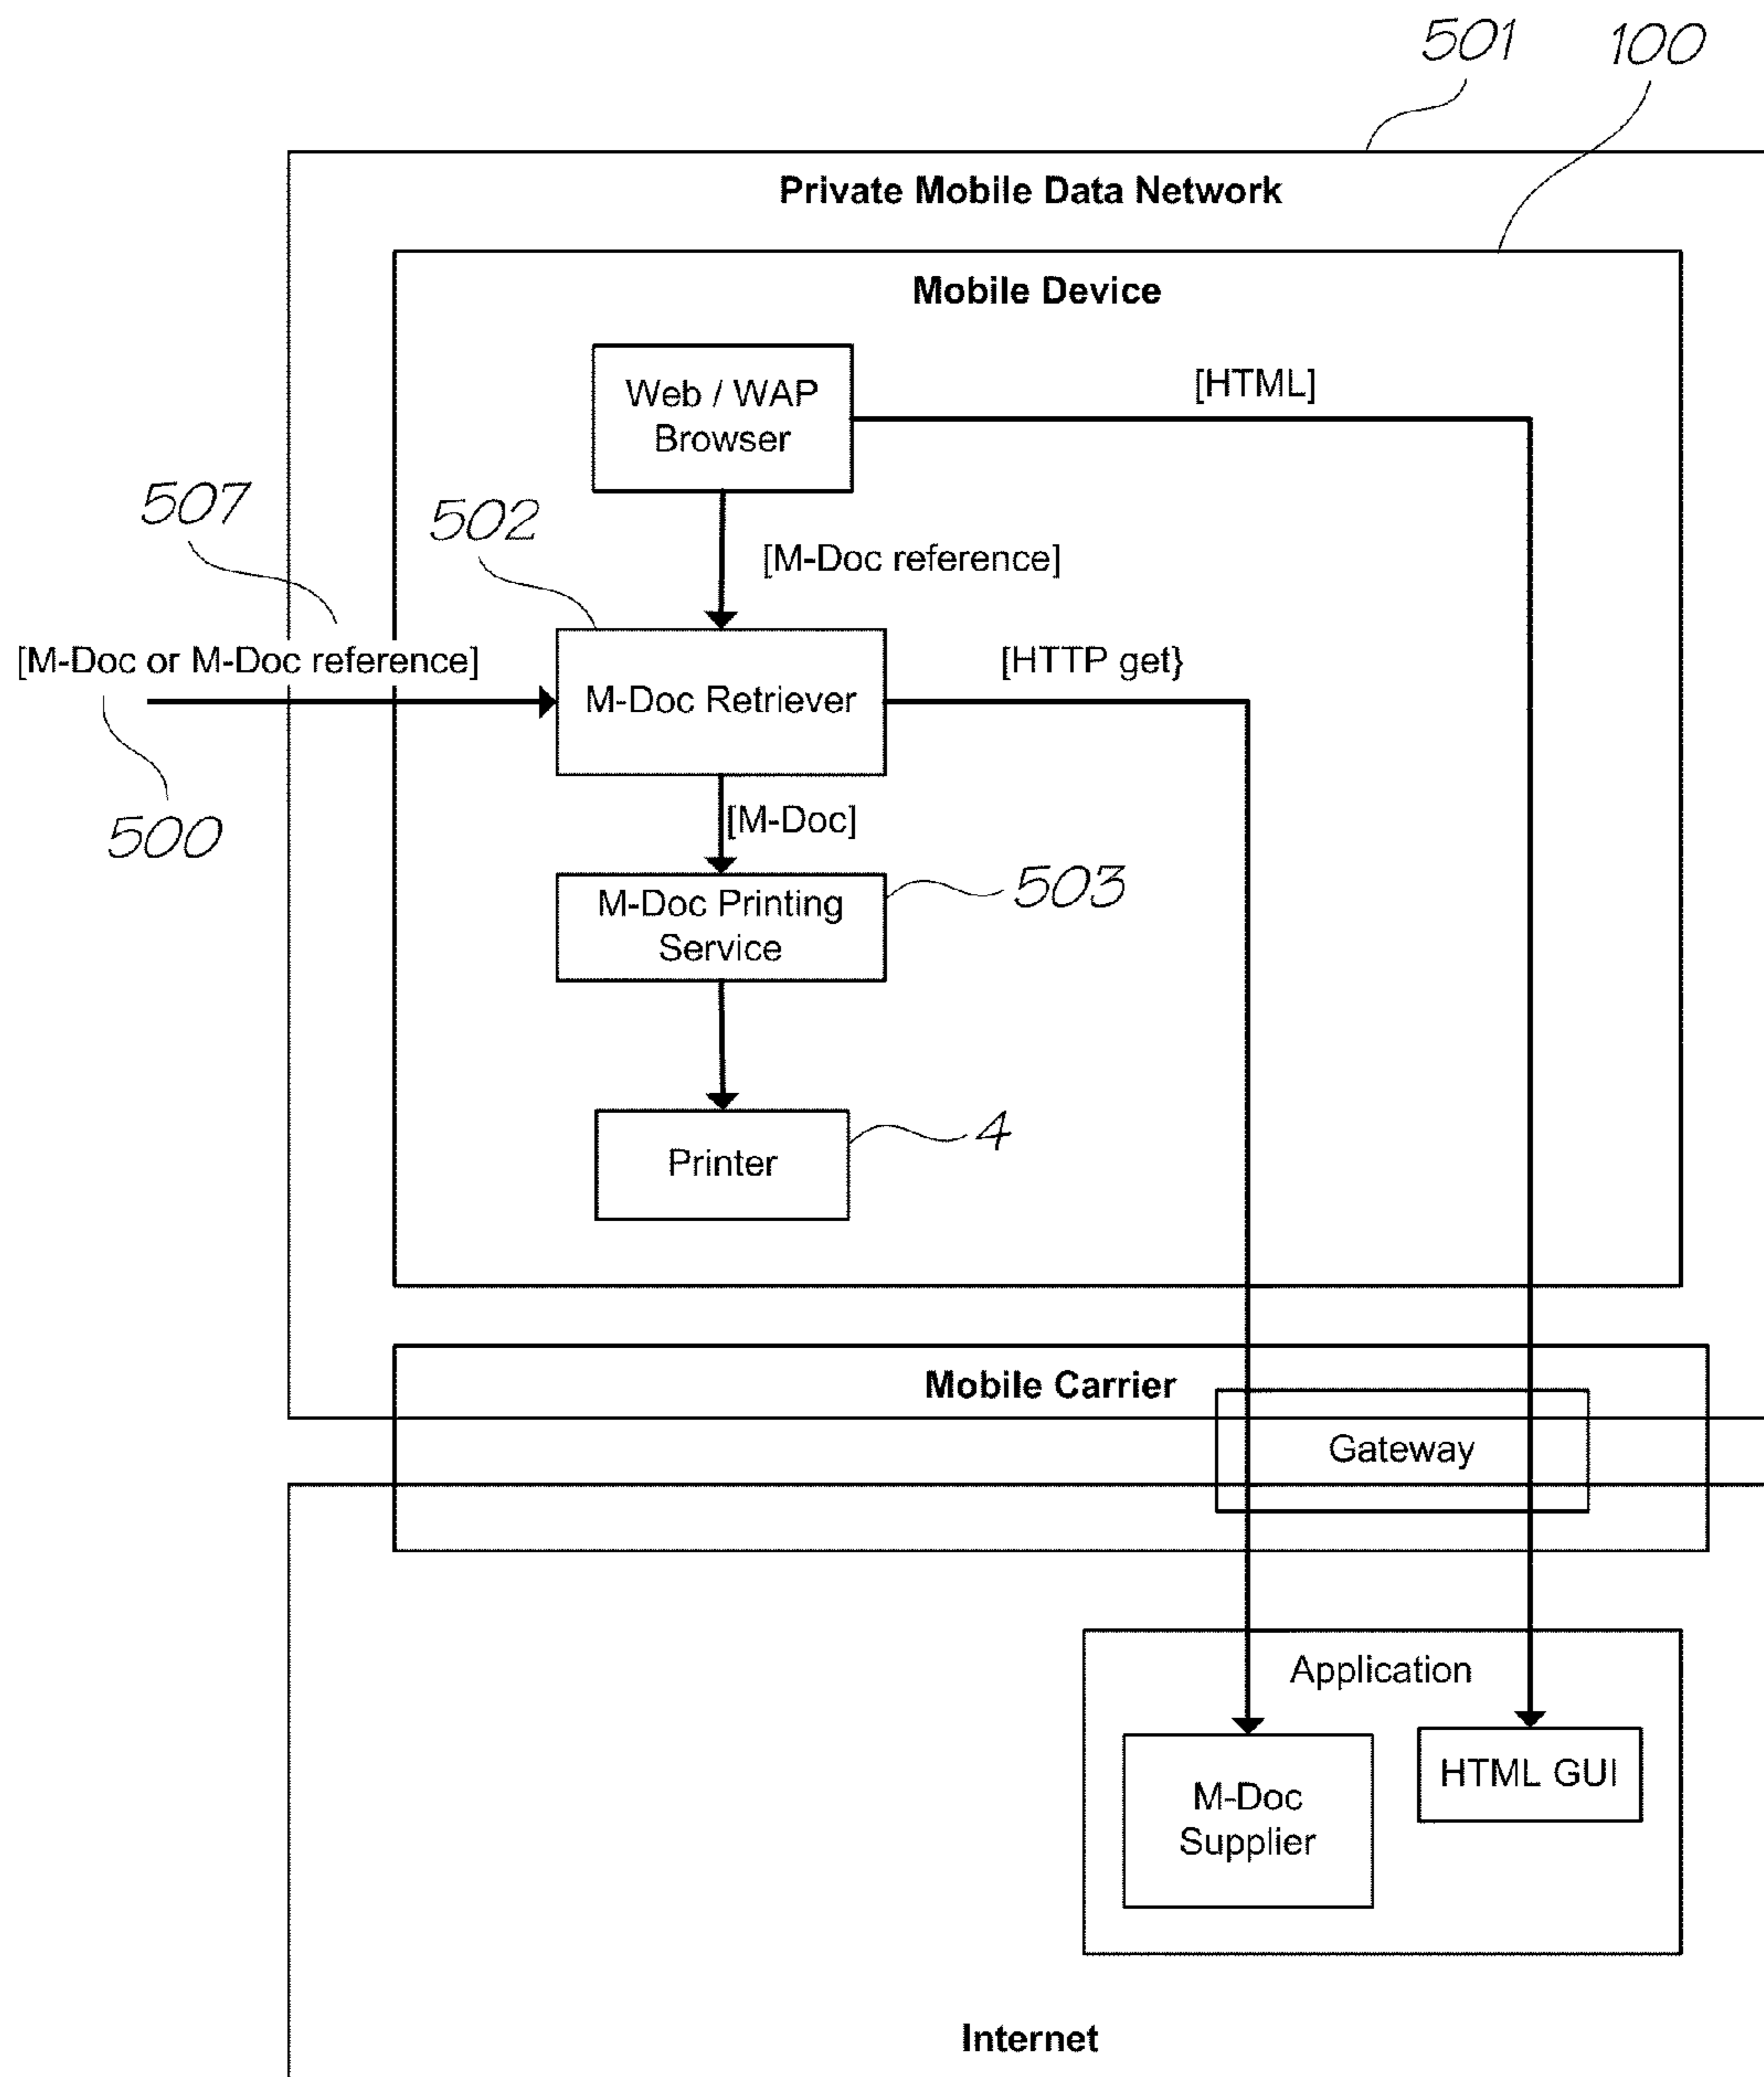 501
100
Private Mobile Data Network
Mobile Device
Web / WAP
Browser
[HTML]
507
502
[M-Doc reference]
[M-Doc or M-Doc reference]
M-Doc Retriever
[HTTP get}
500
[M-Doc]
M-Doc Printing
Service
503
Printer
4
Mobile Carrier
Gateway
Application
M-Doc
Supplier
HTML GUI
Internet